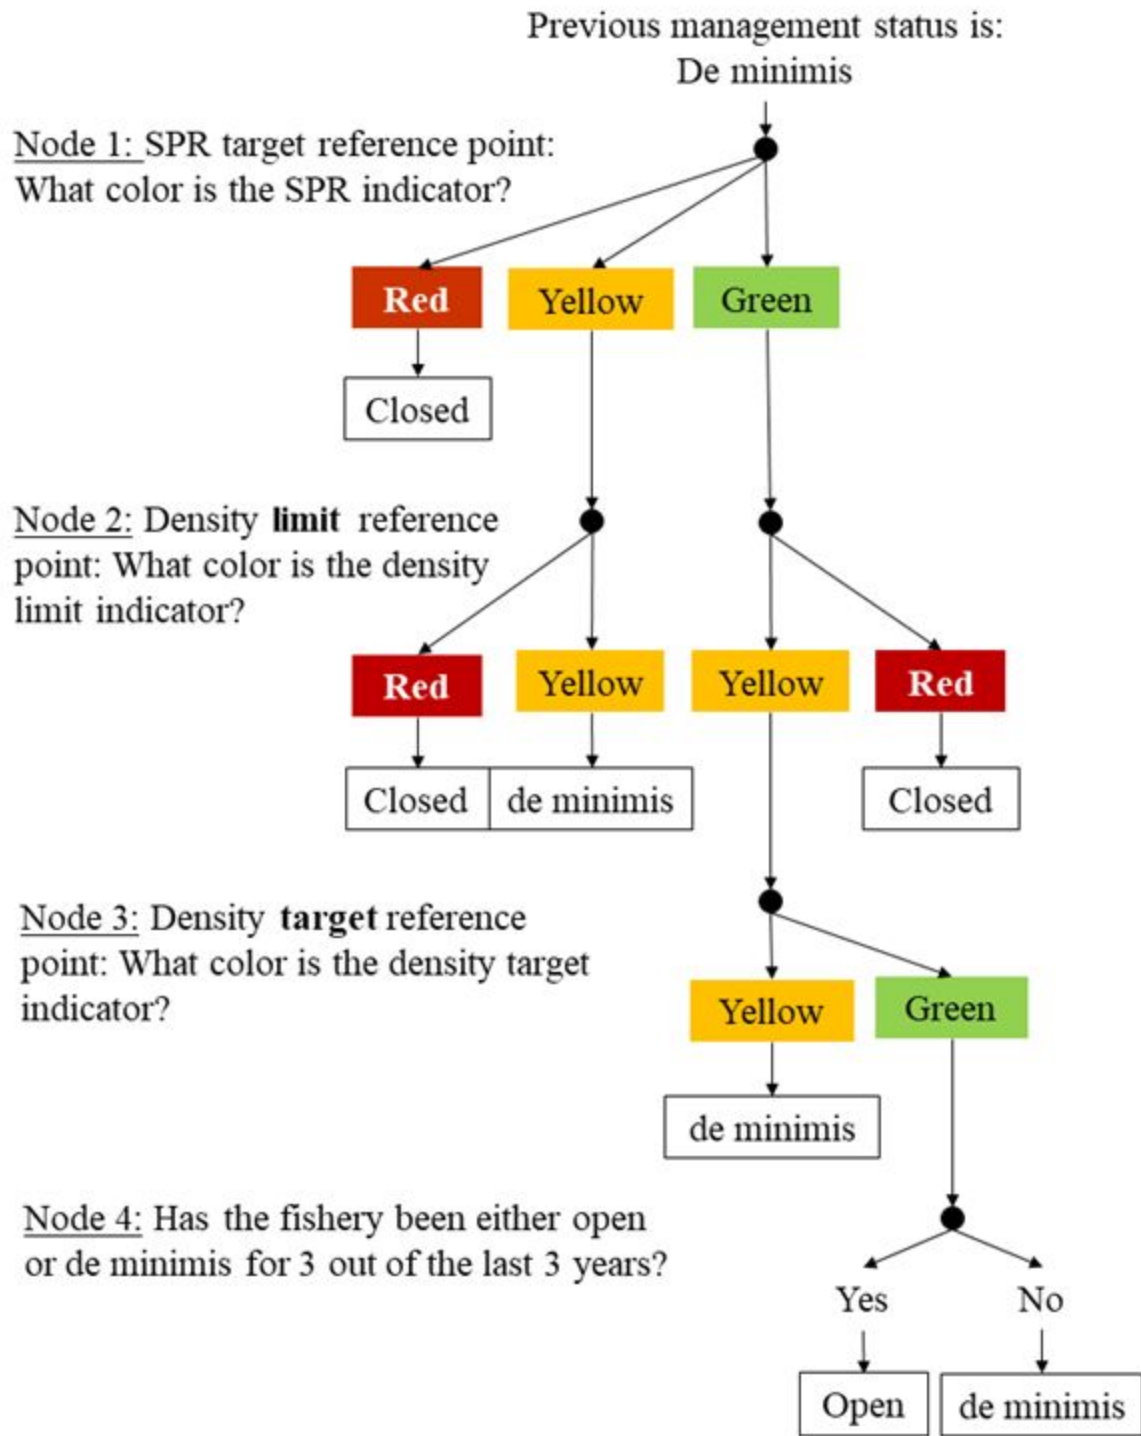 Previous management status is:
De minimis
Node 1: SPR target reference point:
What color is the SPR indicator?
Red
Yellow
Green
Closed
Node 2: Density limit reference
point: What color is the density
limit indicator?
Red
Yellow
Yellow
Red
Closed
de minimis
Closed
Node 3: Density target reference
point: What color is the density target
indicator?
Yellow
Green
de minimis
Node 4: Has the fishery been either open
or de minimis for 3 out of the last 3 years?
Yes
No
Open
de minimis